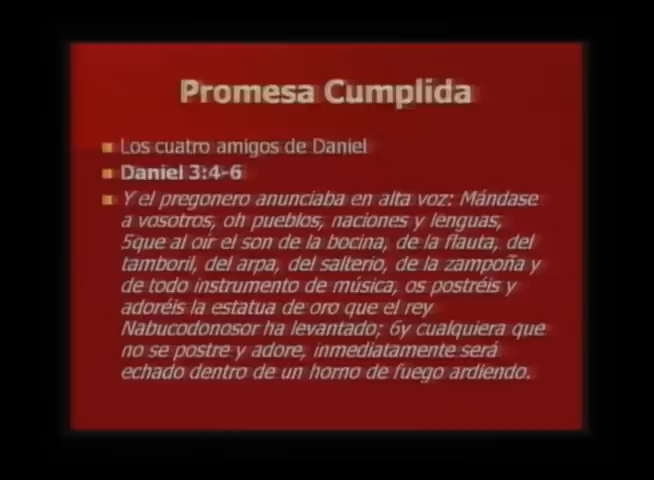 Promesa Cumplida
Los cuatro amigos de Daniel
Daniel 3:4-6
Y el pregonero anunciaba en alta voz: Mándase
a vosotros, oh pueblos, naciones y lenguas,
5que al oír el son de la bocina, de la flauta, del
tamboril, del arpa, del salterio, de la zampoña y
de todo instrumento de música, os postréis y
adoréis la estatua de oro que el rey
Nabucodonosor ha levantado; 6y cualquiera que
no se postre y adore, inmediatamente será
echado dentro de un horno de fuego ardiendo.